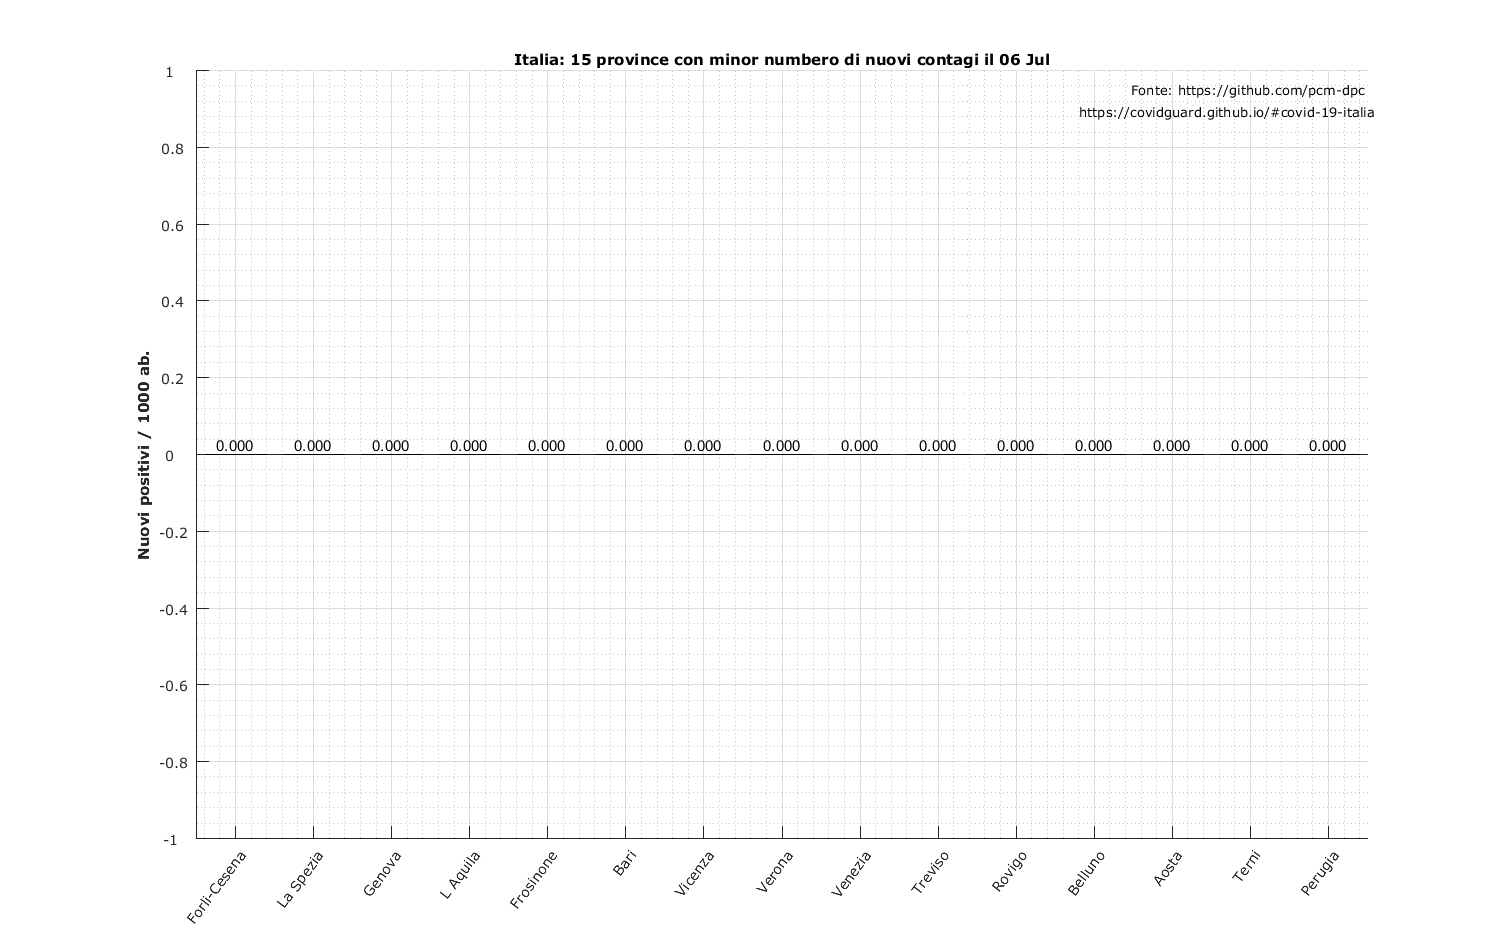 Italia: 15 province con minor numbero di nuovi contagi il 06 Jul
Fonte: https://github.com/pcm-dpc
https://covidguard.github.io/#covid-19-italia
Nuovi positivi / 1000 ab.
1
0.8
0.6
0.4
0.2
0
-0.2
-0.4
-0.6
-0.8
-1
0.000 0.000 0.000 0.000 0.000 0.000 0.000 0.000 0.000 0.000 0.000 0.000 0.000 0.000 0.000
Forlì-Cesena La Spezia Genova L Aquila Frosinone Bari Vicenza Verona Venezia Treviso Rovigo Belluno Aosta Terni Perugia